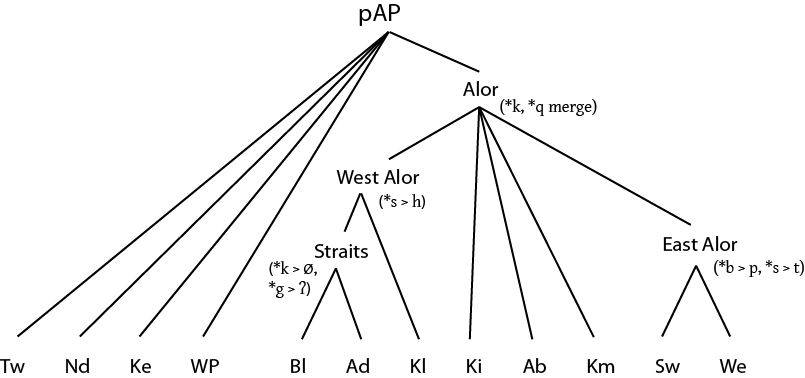 pAP
Alor
(*k, *q merge)
West Alor
(*s > h)
Straits
(*k > ø,
*g > ʔ)
East Alor
(*b > p, *s > t)
Tw Nd Ke WP Bl Ad Kl Ki Ab Km Sw We